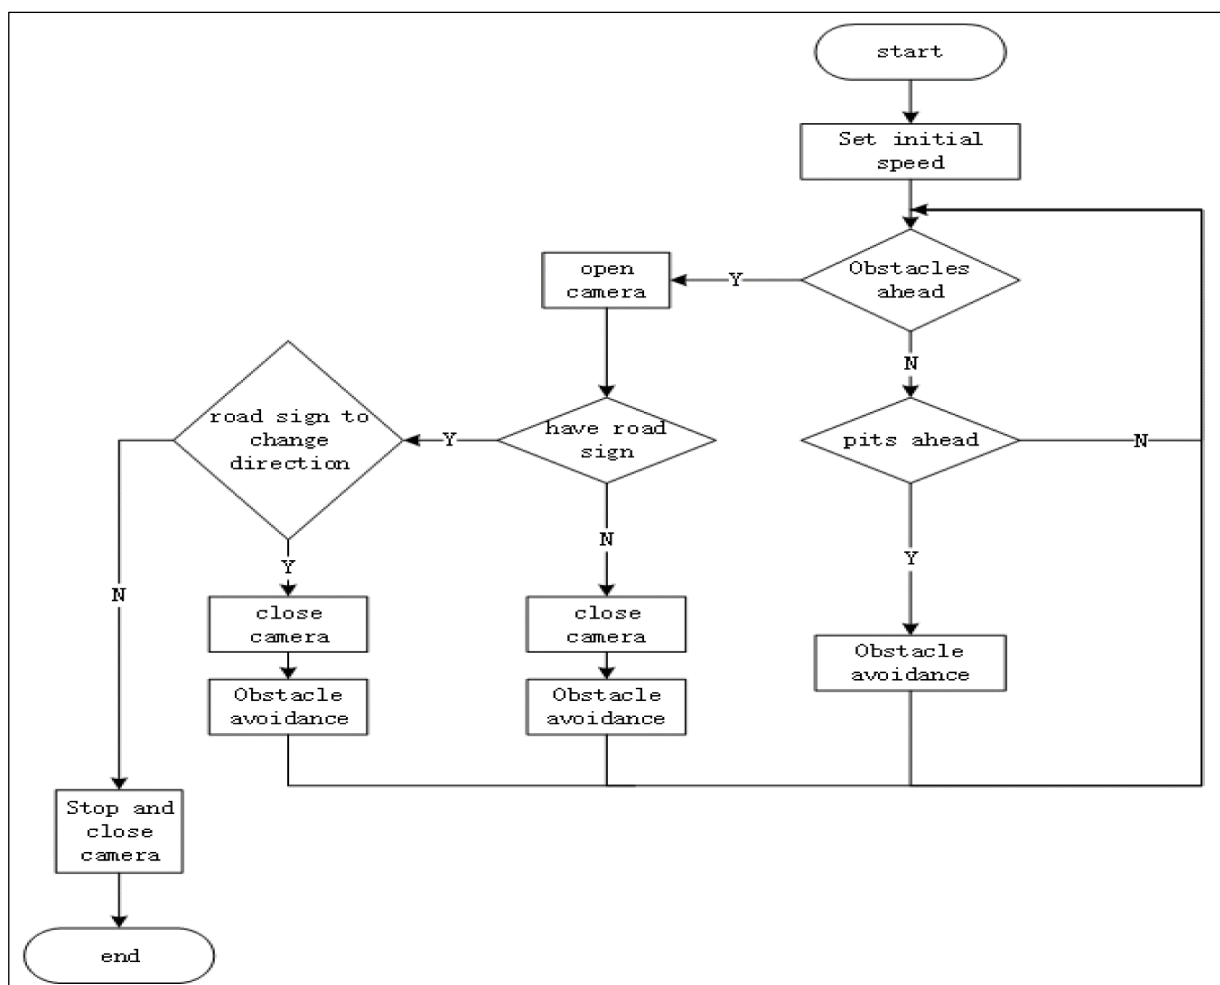 start
Set initial
speed
Obstacles
ahead
Y
open
camera
N
road sign to
change
direction
Y
have road
sign
pits ahead
N
N
Y
Y
N
close
camera
close
camera
Obstacle
avoidance
Obstacle
avoidance
Obstacle
avoidance
Stop and
close
camera
end